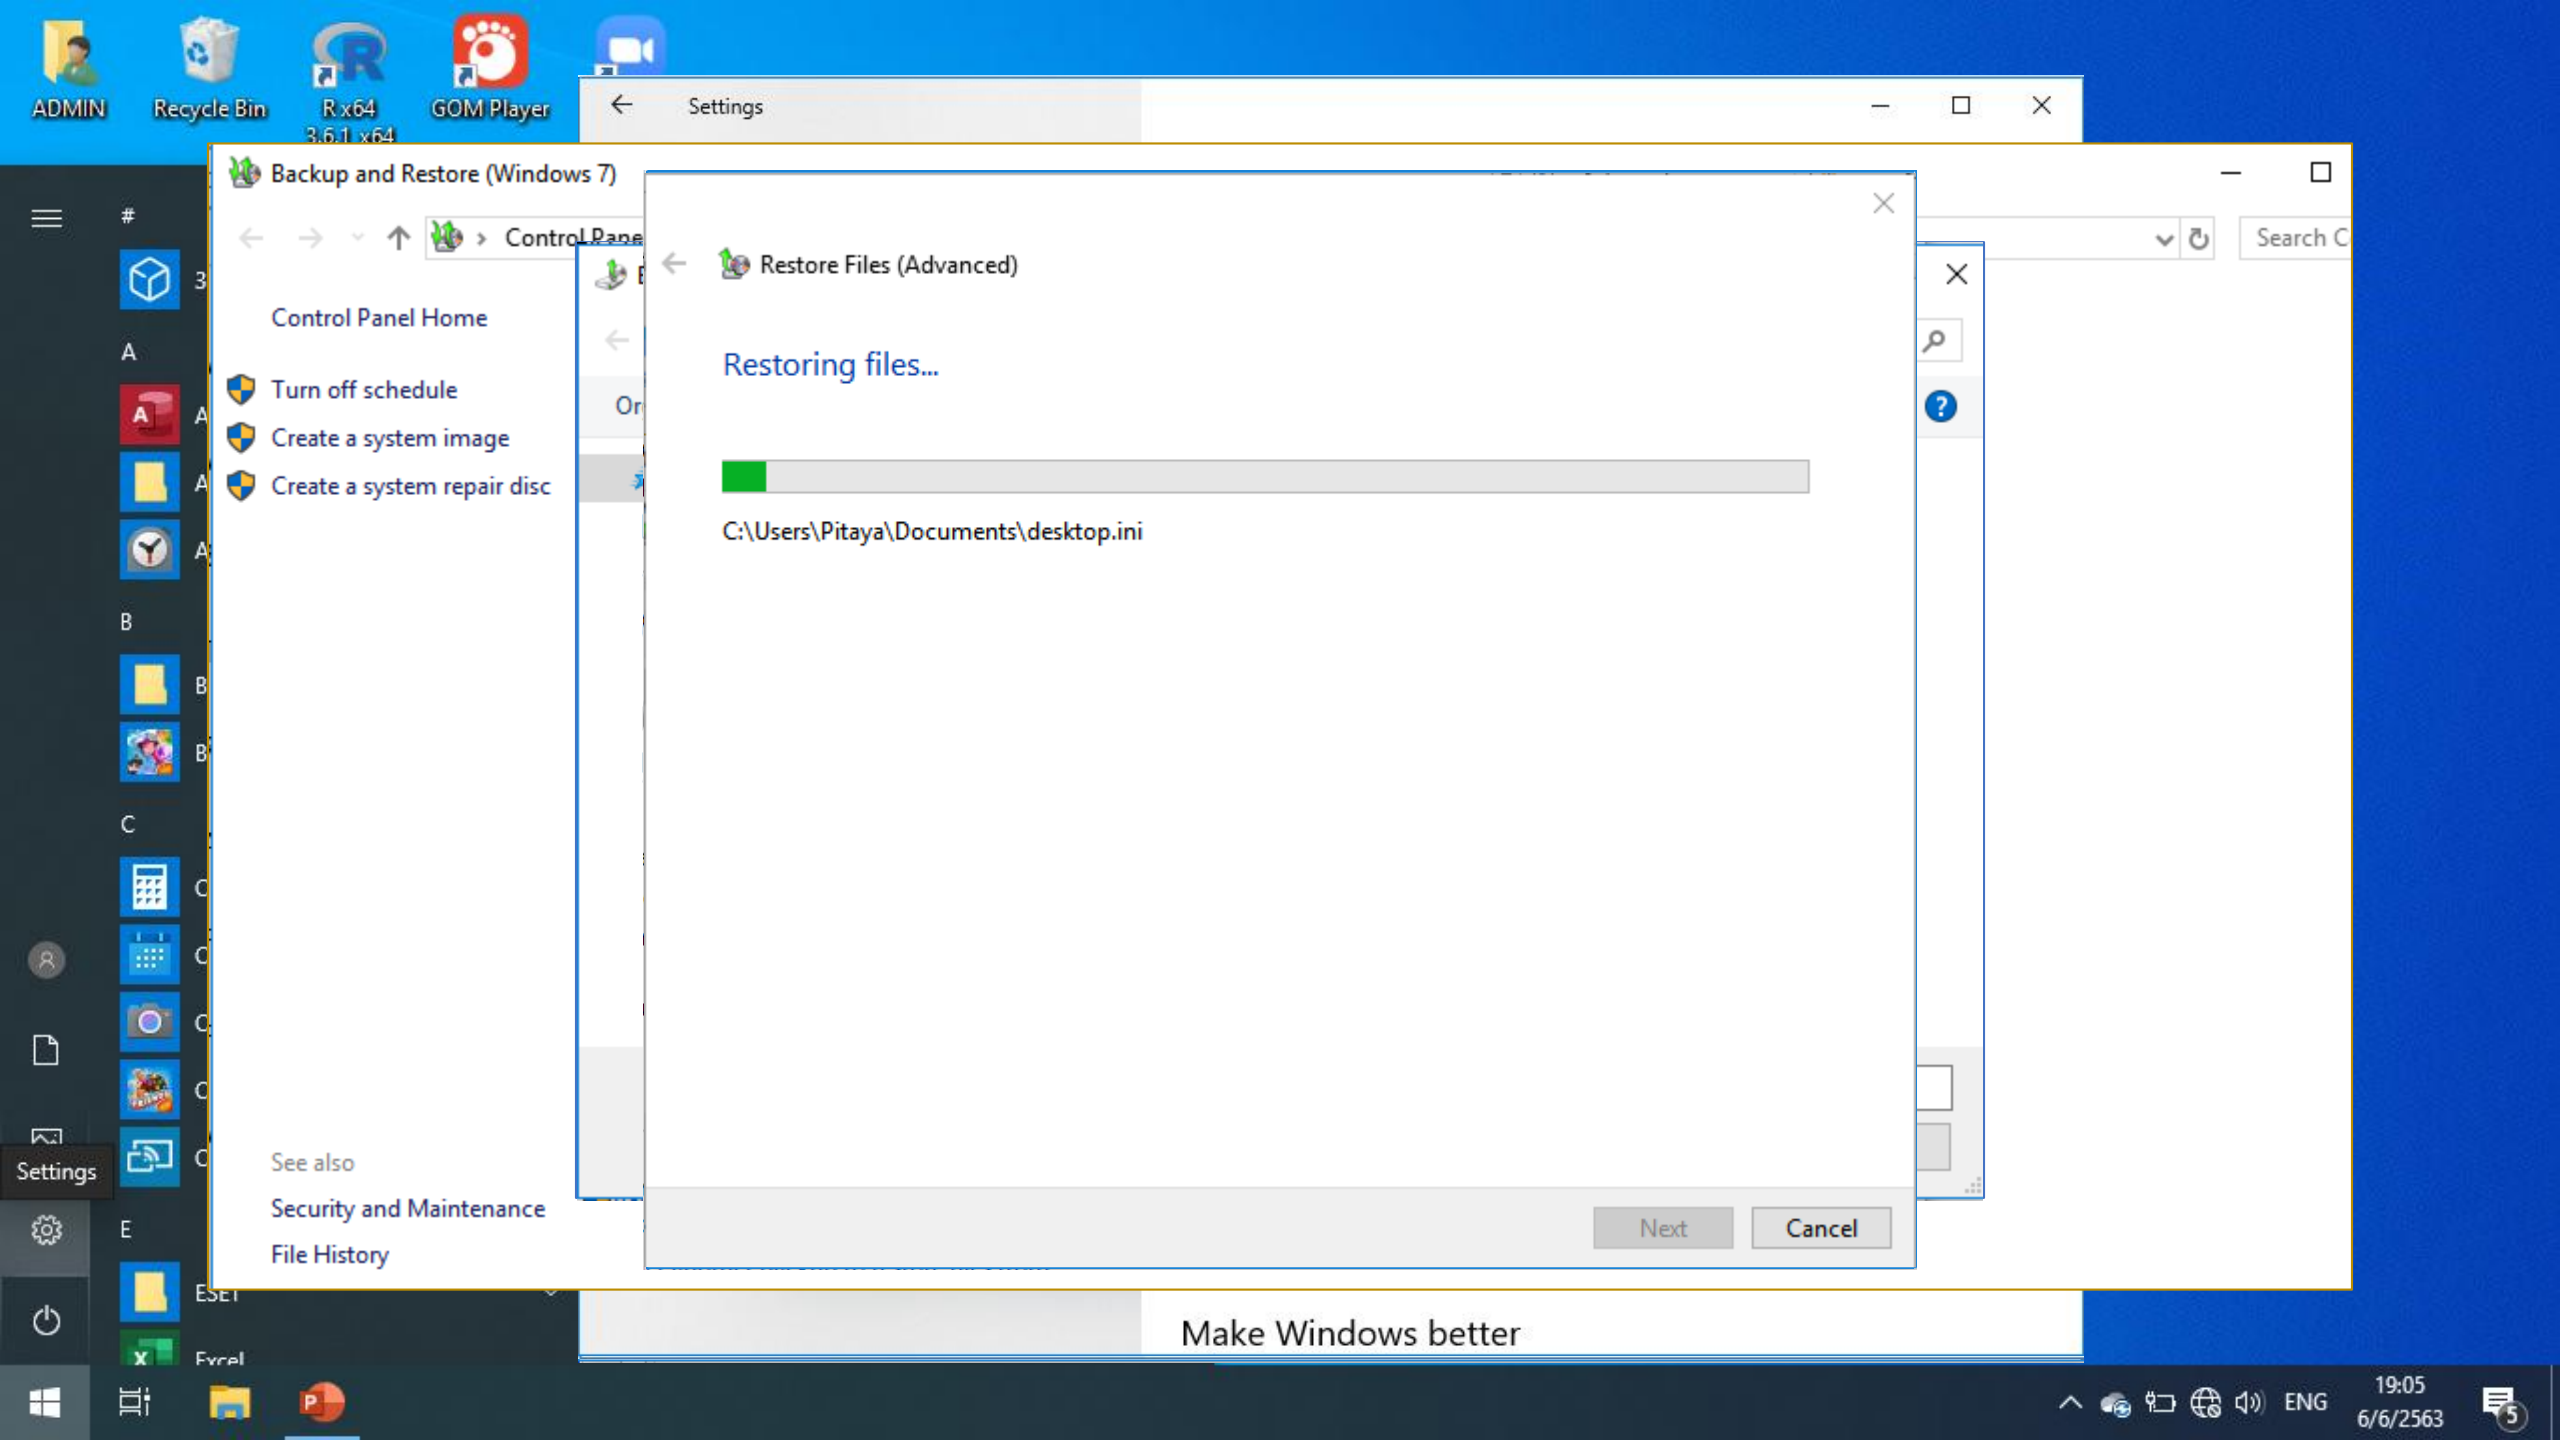 ADMIN
Recycle Bin
R x64
3.6.1 x64
GOM Player
Settings
Backup and Restore (Windows 7)
Search C
Control Pane
Restore Files (Advanced)
Control Panel Home
Restoring files...
Turn off schedule
Create a system image
Create a system repair disc
C:\Users\Pitaya\Documents\desktop.ini
#
3
A
A
A
A
B
B
B
C
C
C
C
C
C
Settings
See also
Security and Maintenance
File History
Next
Cancel
E
ESET
Excel
Make Windows better
ENG
19:05
6/6/2563
5